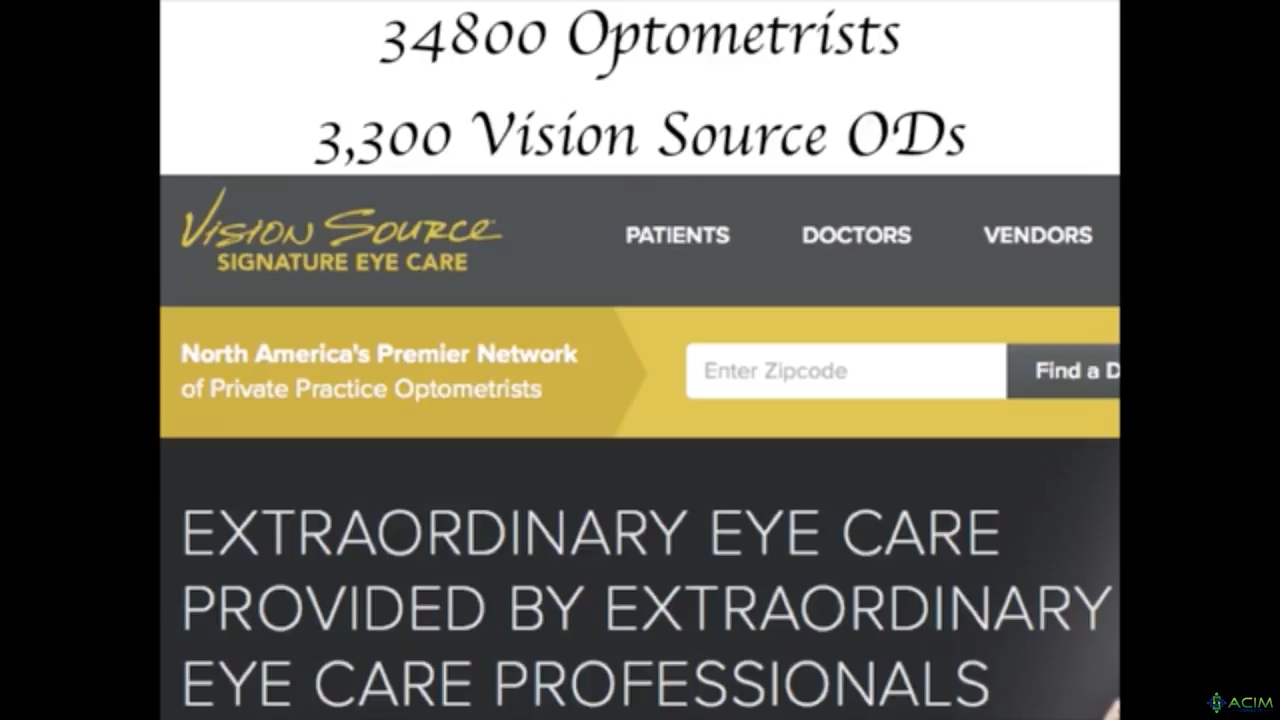 34800 Optometrists
3,300 Vision Source ODs
VISION SOURCE
SIGNATURE EYE CARE
PATIENTS DOCTORS VENDORS
North America's Premier Network
of Private Practice Optometrists
Enter Zipcode
Find a D
EXTRAORDINARY EYE CARE
PROVIDED BY EXTRAORDINARY
EYE CARE PROFESSIONALS
ACIM